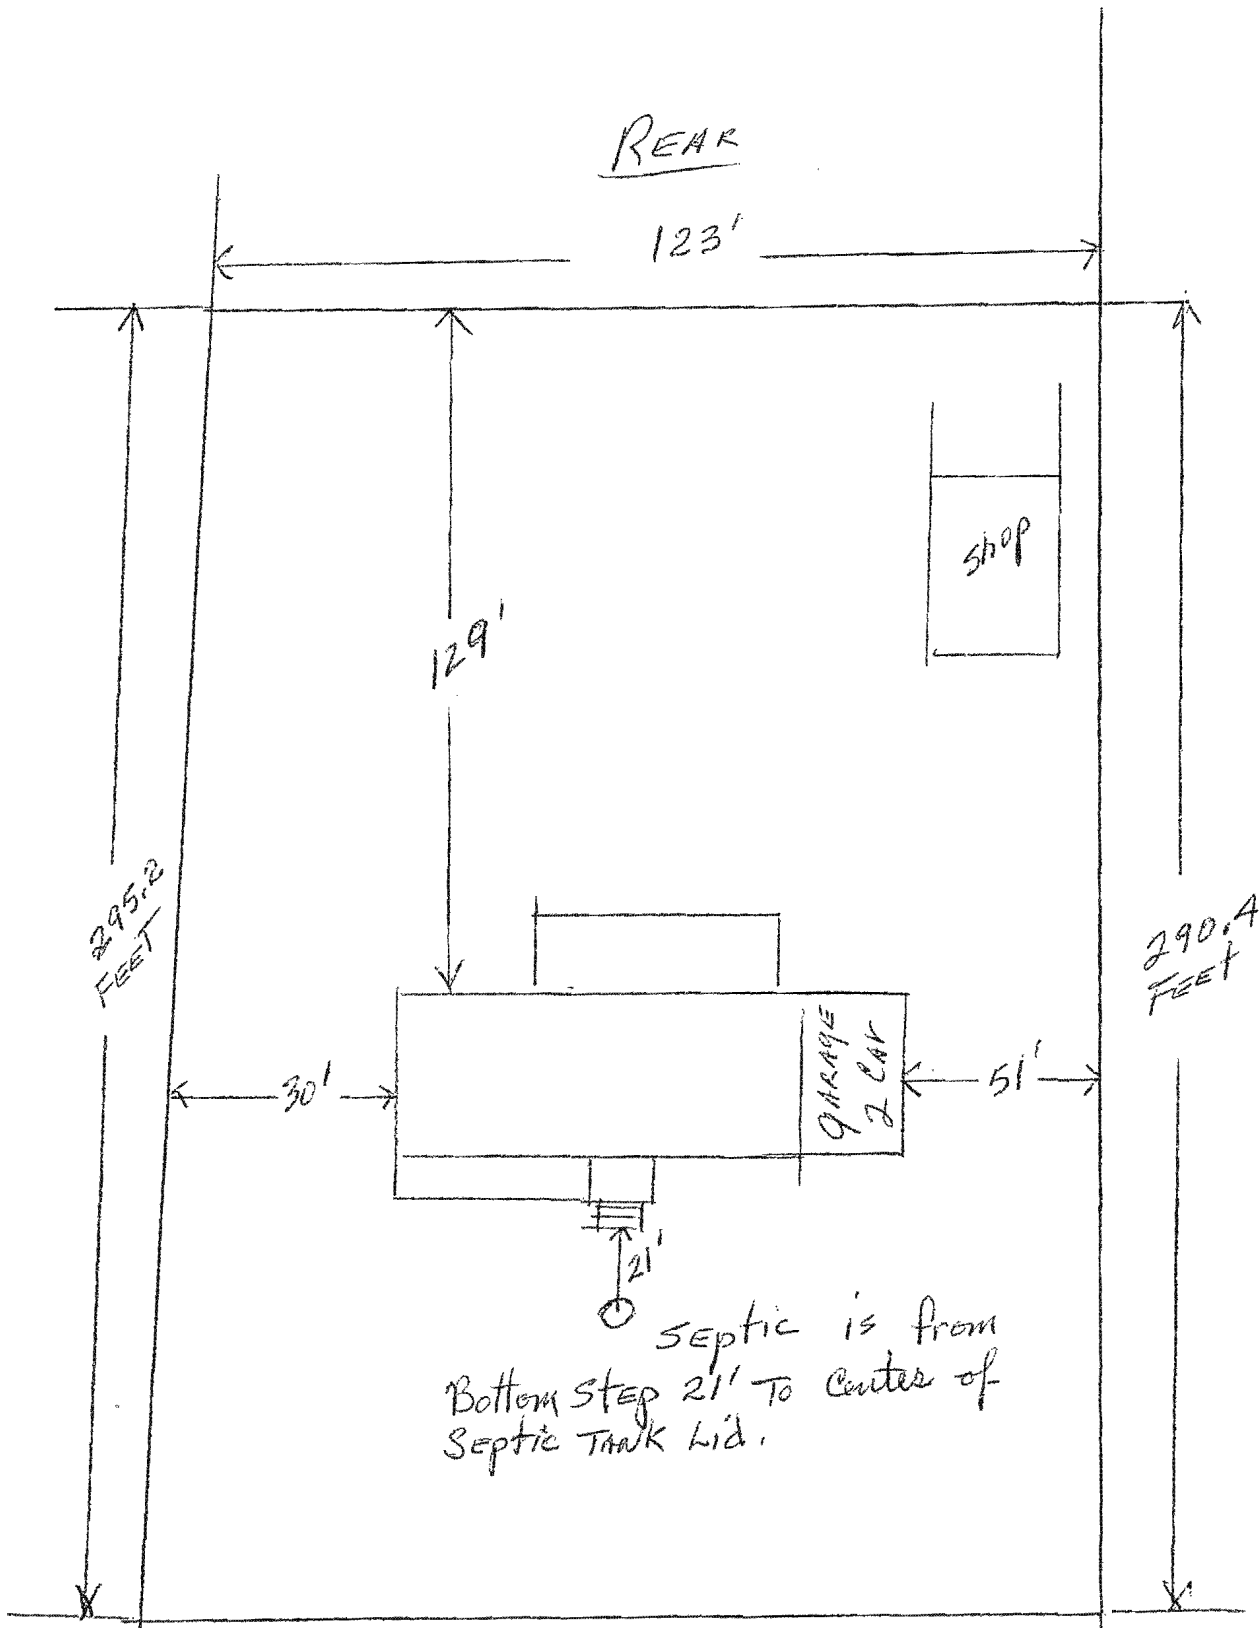 REAR
123'
shop
129'
295.2
FEET
290.4
FEET
GARAGE
2 CAR
30'
51'
21'
SEptic is from
Bottom StEp 21' To Center of
SEptic TANK Lid.